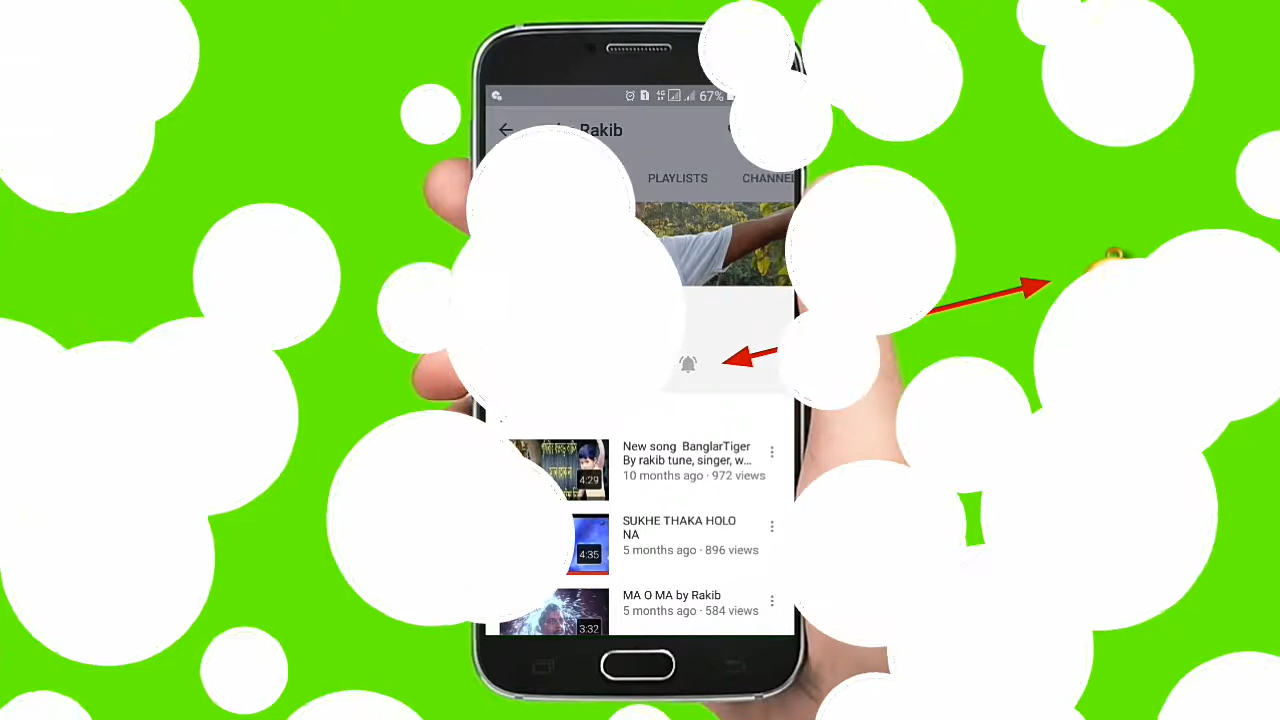 67%
Rakib
PLAYLISTS
New song BanglarTiger
By rakib tune, singer, w...
10 months ago · 972 views
4:29
SUKHE THAKA HOLO
NA
5 months ago · 896 views
4:35
MA O MA by Rakib
5 months ago · 584 views
3:32